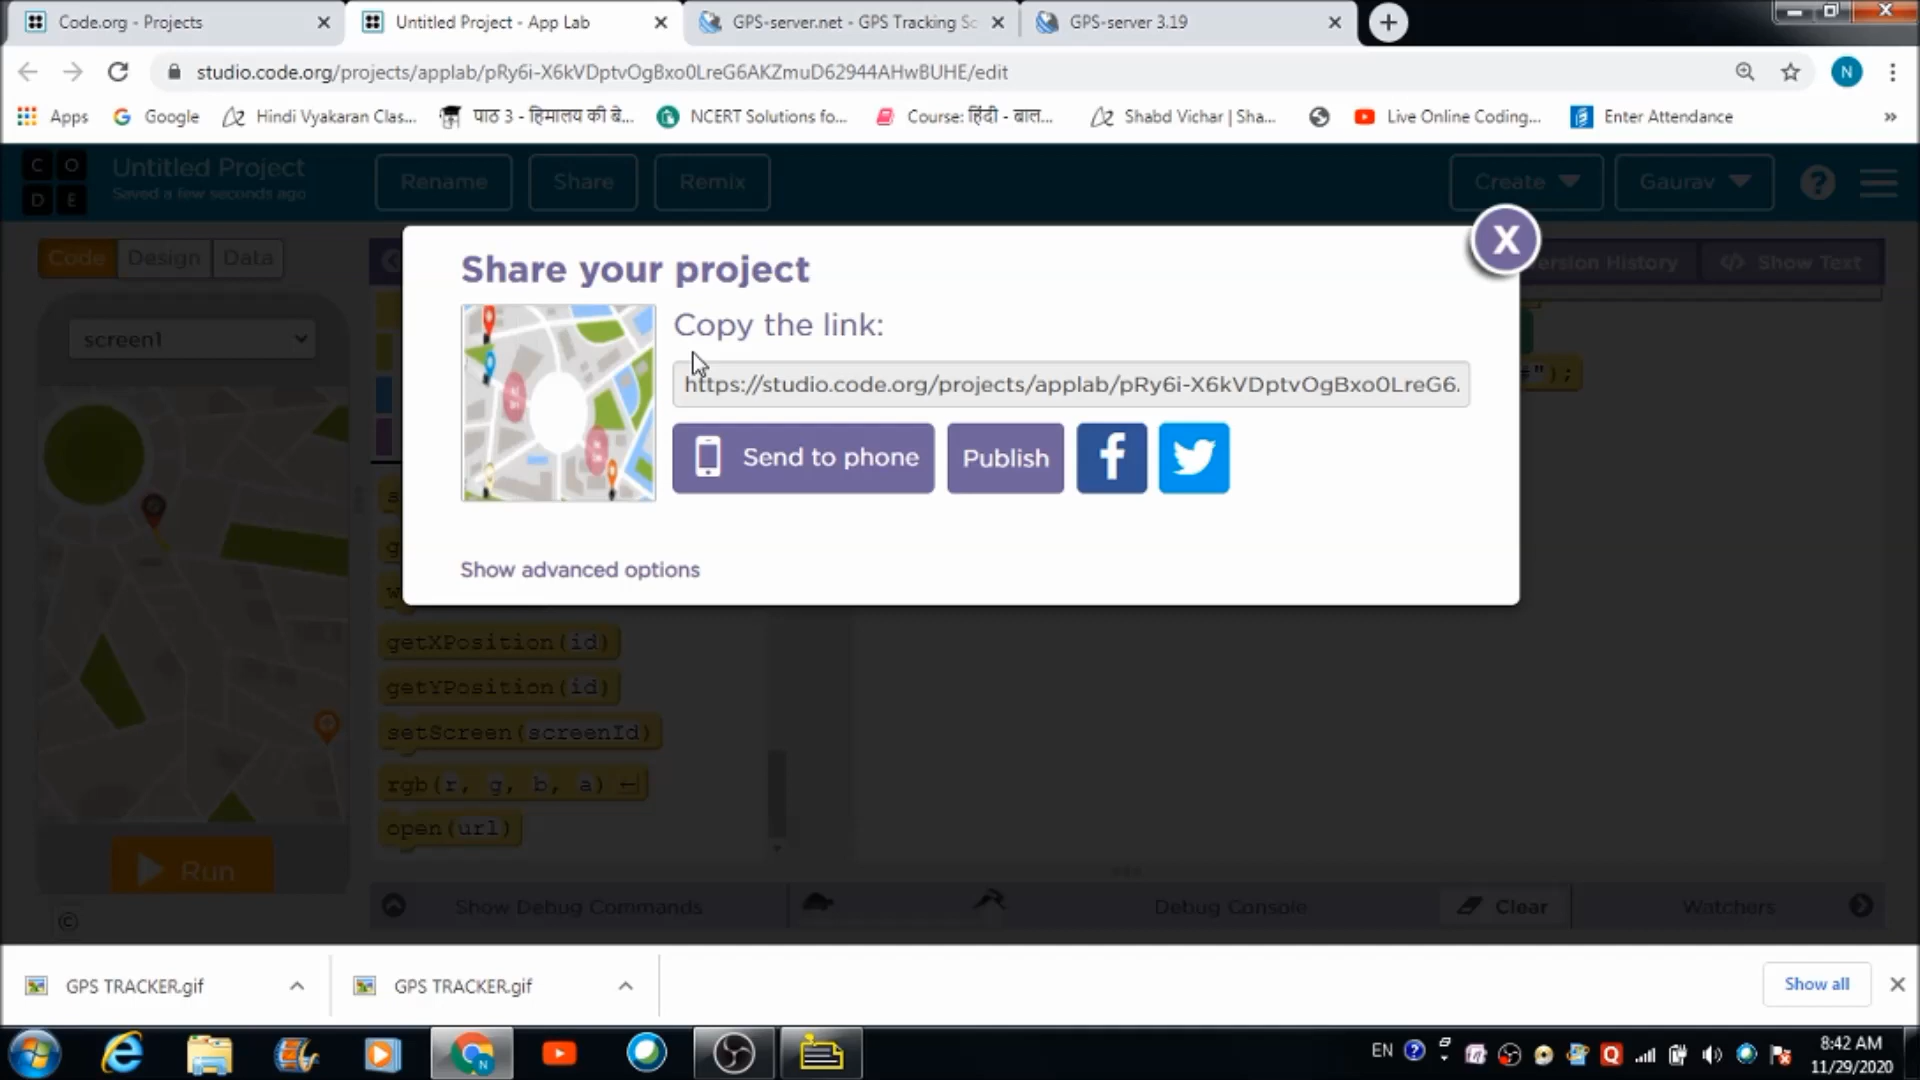 Code.org - Projects
Untitled Project - App Lab
GPS-server.net - GPS Tracking So
GPS-server 3.19
studio.code.org/projects/applab/pRy6i-X6kVDptvOgBxo0LreG6AKZmuD62944AHwBUHE/edit
N
Apps
Google
Hindi Vyakaran Clas...
पाठ 3 - हिमालय की बे...
NCERT Solutions fo...
Course: हिंदी - बाल...
Shabd Vichar | Sha...
Live Online Coding...
Enter Attendance
»
C O
D E
Untitled Project
Saved a few seconds ago
Rename
Share
Remix
Create
Gaurav
?
Code
Design
Data
ersion History
Show Text
screen1
X
Share your project
Copy the link:
https://studio.code.org/projects/applab/pRy6i-X6kVDptvOgBxo0LreG6.
");
Send to phone
Publish
Show advanced options
getXPosition(id)
getYPosition(id)
setScreen(screenId)
rgb(r, g, b, a)
open(url)
Run
©
Show Debug Commands
Debug Console
Clear
Watchers
GPS TRACKER.gif
GPS TRACKER.gif
Show all
EN
8:42 AM
11/29/2020